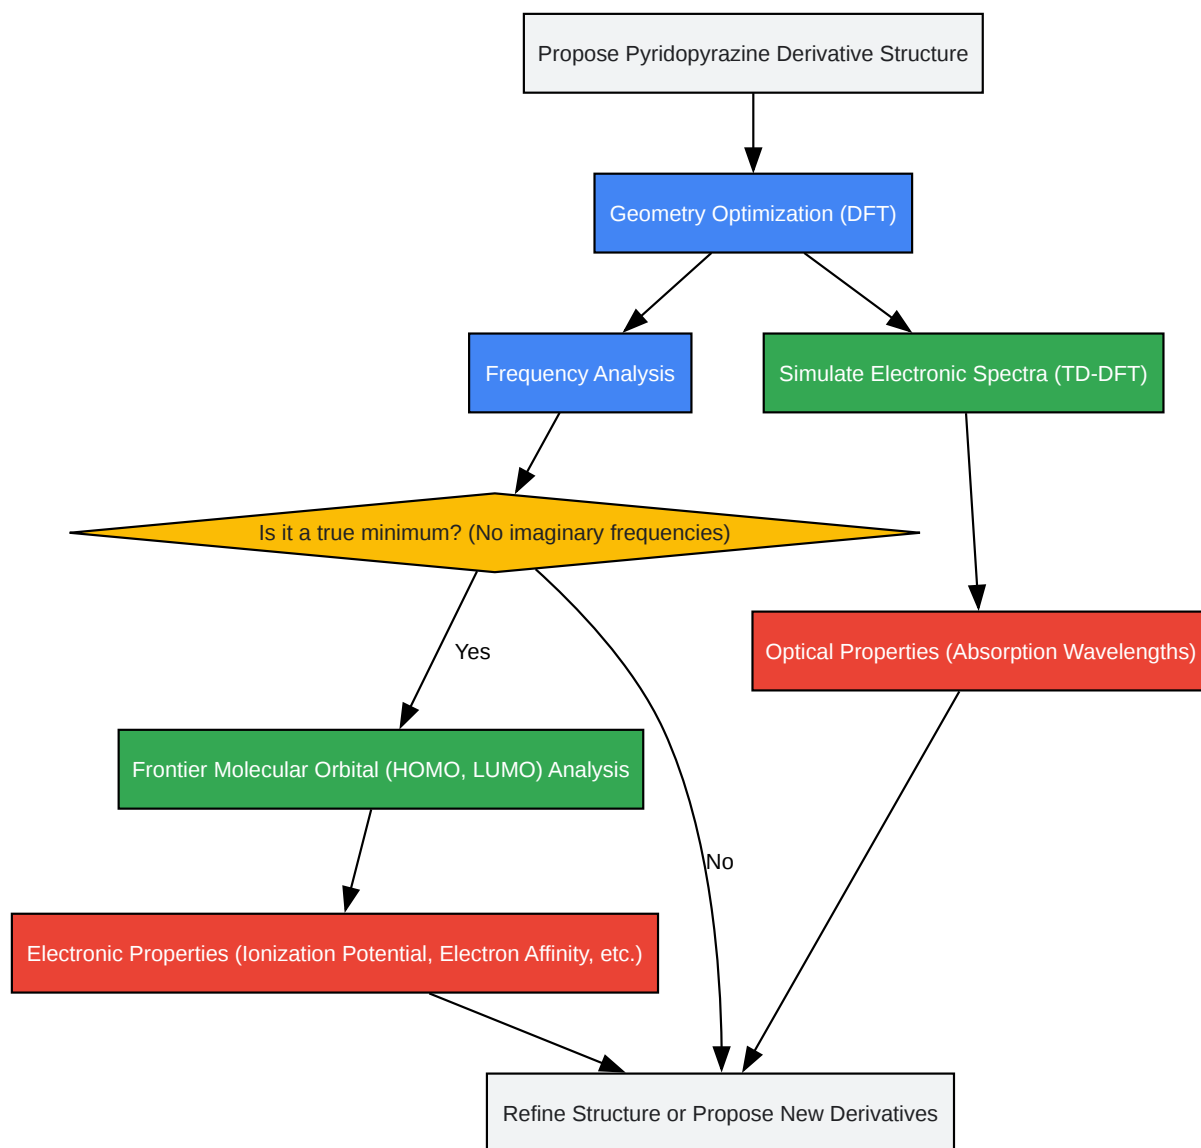 Propose Pyridopyrazine Derivative Structure
Geometry Optimization (DFT)
Frequency Analysis
Simulate Electronic Spectra (TD-DFT)
Is it a true minimum? (No imaginary frequencies)
Yes
Optical Properties (Absorption Wavelengths)
Frontier Molecular Orbital (HOMO, LUMO) Analysis
No
Electronic Properties (Ionization Potential, Electron Affinity, etc.)
Refine Structure or Propose New Derivatives